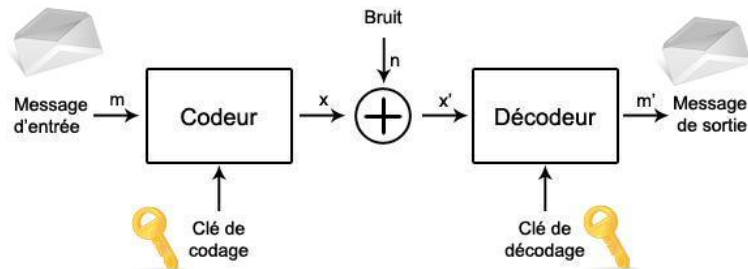 Bruit
n
Message
d'entrée
m
Codeur
x
x'
Décodeur
m'
Message
de sortie
Clé de
codage
Clé de
décodage